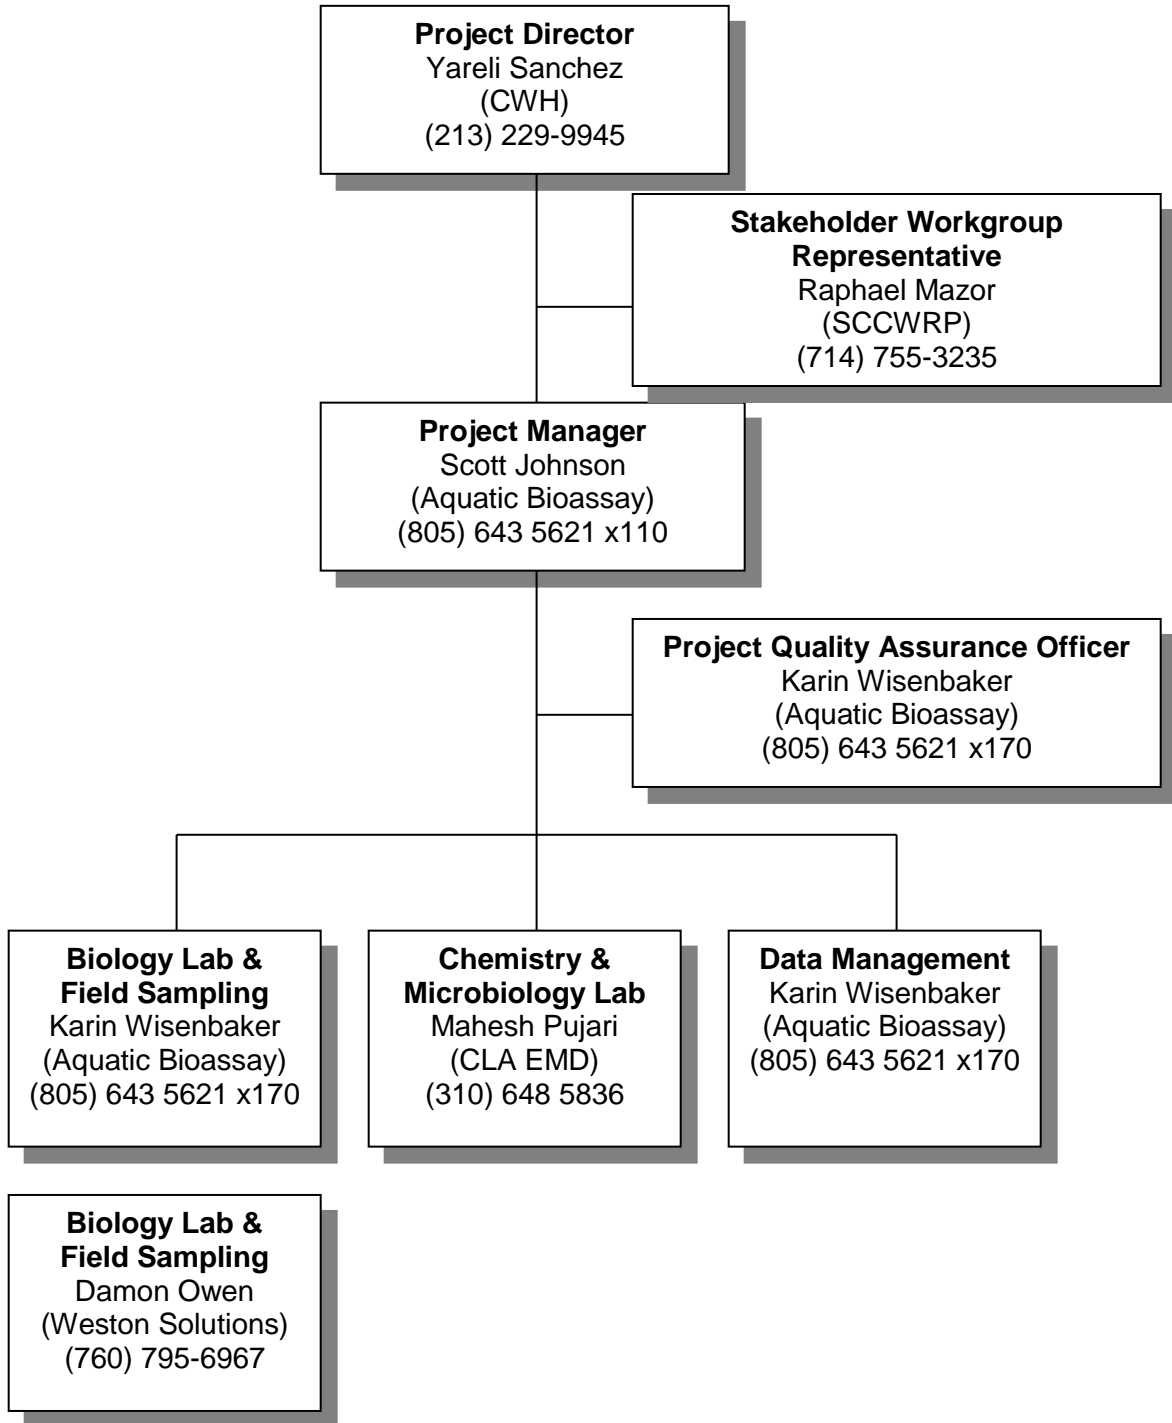 Project Director
Yareli Sanchez
(CWH)
(213) 229-9945
Stakeholder Workgroup
Representative
Raphael Mazor
(SCCWRP)
(714) 755-3235
Project Manager
Scott Johnson
(Aquatic Bioassay)
(805) 643 5621 x110
Project Quality Assurance Officer
Karin Wisenbaker
(Aquatic Bioassay)
(805) 643 5621 x170
Biology Lab &
Field Sampling
Karin Wisenbaker
(Aquatic Bioassay)
(805) 643 5621 x170
Chemistry &
Microbiology Lab
Mahesh Pujari
(CLA EMD)
(310) 648 5836
Data Management
Karin Wisenbaker
(Aquatic Bioassay)
(805) 643 5621 x170
Biology Lab &
Field Sampling
Damon Owen
(Weston Solutions)
(760) 795-6967